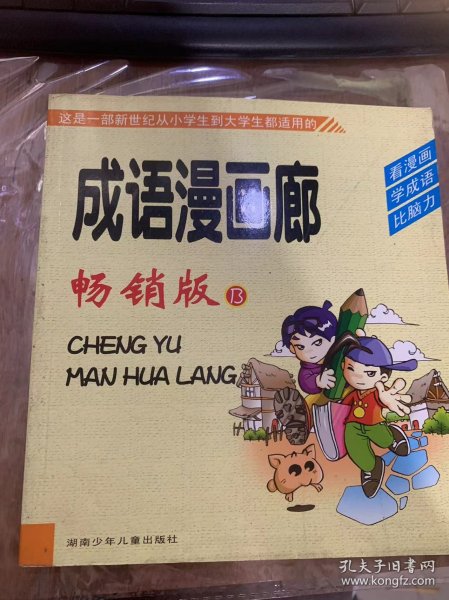 这是一部新世纪从小学生到大学生都适用的
成语漫画廊
看漫画
学成语
比脑力
畅销版 B
CHENG YU
MAN HUA LANG
湖南少年儿童出版社
孔夫子旧书网
www.kongfz.com